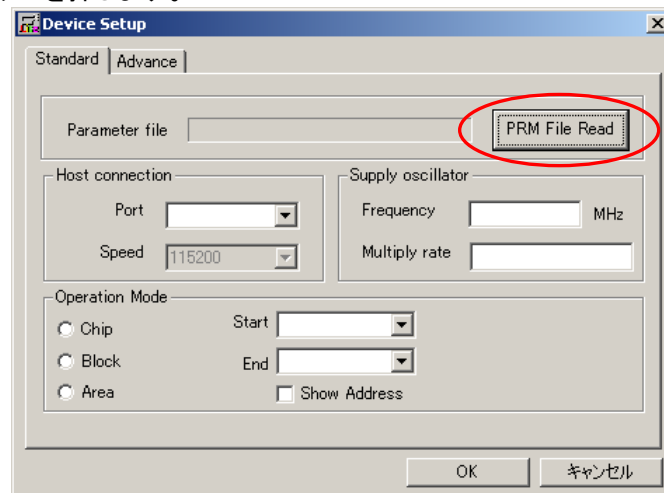 Device Setup
Standard Advance
Parameter file PRM File Read
Host connection
Port
Speed 115200
Supply oscillator
Frequency MHz
Multiply rate
Operation Mode
Chip
Block
Area
Start
End
Show Address
OK キャンセル